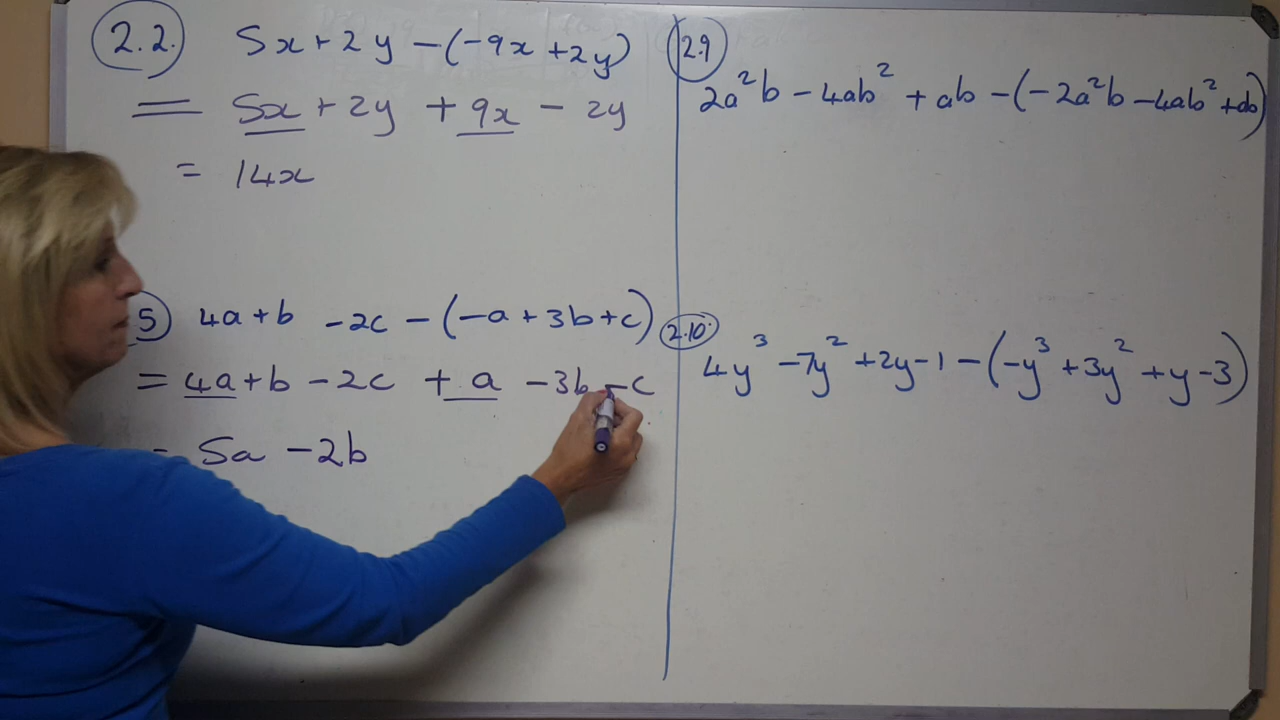 2.2. 5x + 2y - (-9x + 2y)
= 5x + 2y + 9x - 2y
= 14x
5) 4a + b - 2c - (-a + 3b + c)
= 4a + b - 2c + a - 3b - c
= 5a - 2b
2.9
2a²b - 4ab² + ab - (-2a²b - 4ab² + ab)
2.10.
4y³ - 7y² + 2y - 1 - (-y³ + 3y² + y - 3)